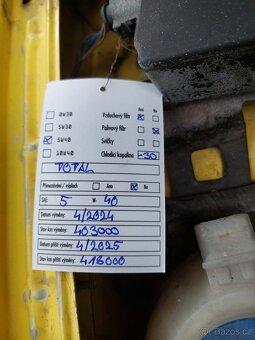 Ano Ne
0W30 Vzduchový filtr
5W30 Palivový filtr
5W40 Svíčky
10W40 Chladící kapalina -30
TOTAL
Přimazování / výplach Ano Ne
SAE: 5 W- 40
Datum výměny: 4/2024
Stav km výměny: 403000
Datum příští výměny: 4/2025
Stav km příští výměny: 418000
bazos.cz